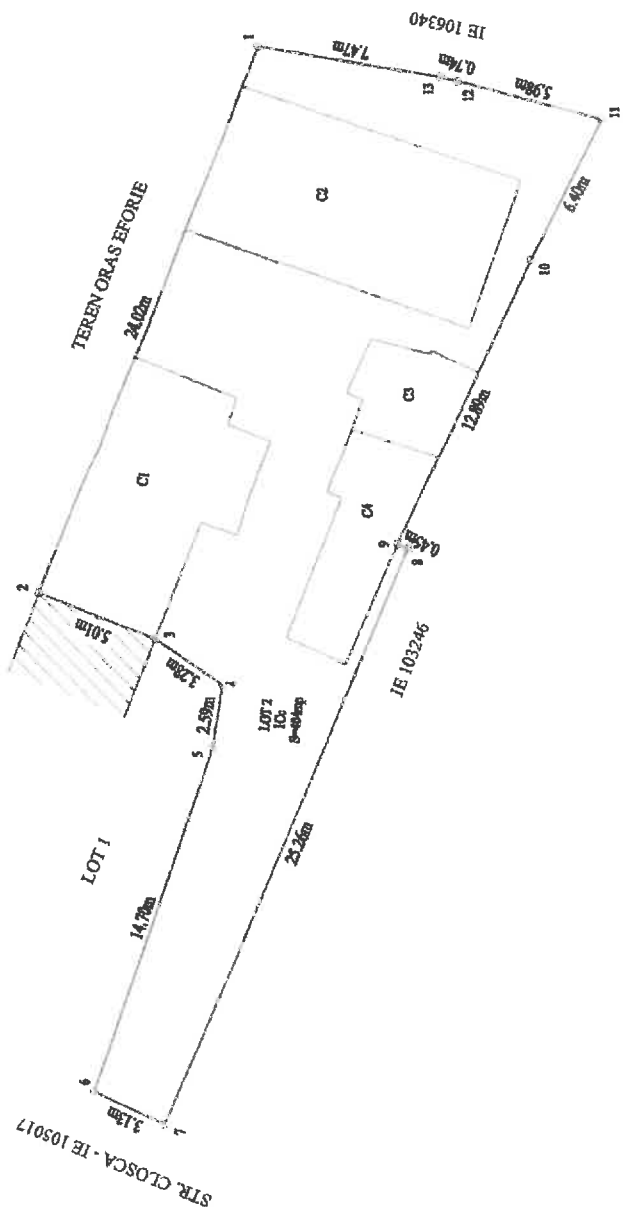 IE 106340
1
7.47m
13
0.74m
12
5.98m
11
TEREN ORAS EFORIE
C2
24.02m
6.40m
10
C1
C3
12.89m
2
C4
9
0.45m
8
5.01m
3
3.28m
IE 103246
2.59m
5
LOT 2
LOT 1
25.26m
14.70m
6
3.13m
7
STR. CLOSCA - IE 105017